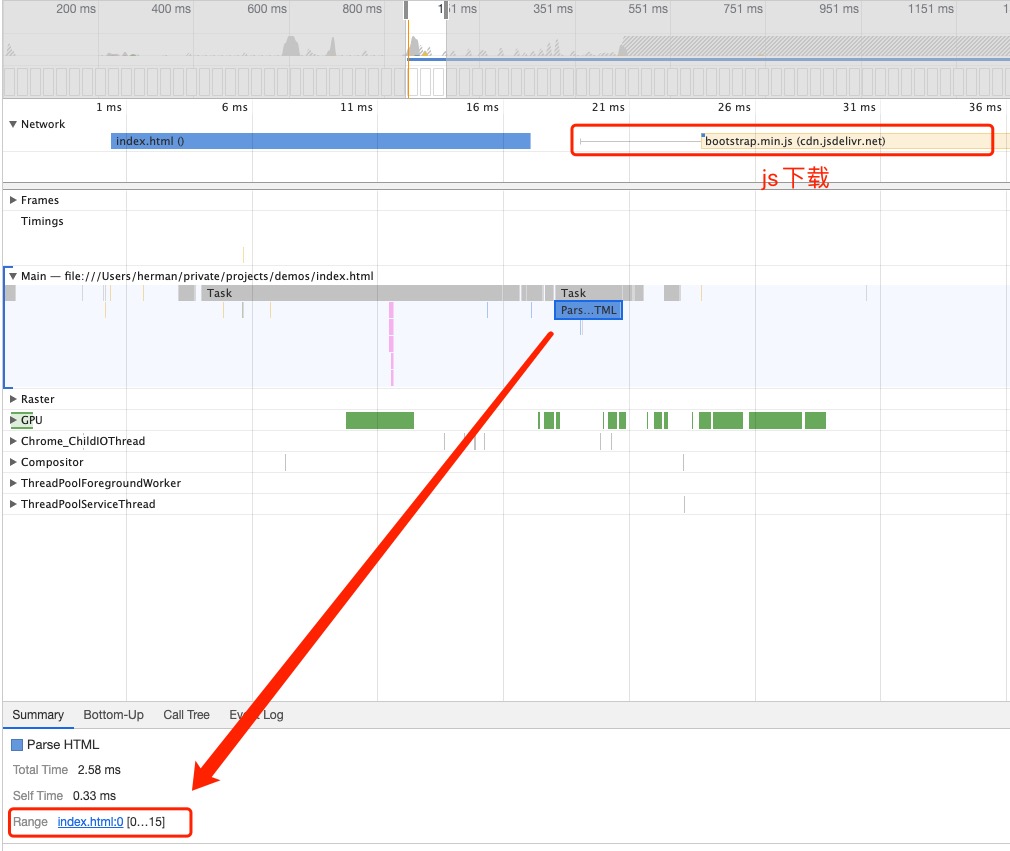 200 ms 400 ms 600 ms 800 ms 1 51 ms 351 ms 551 ms 751 ms 951 ms 1151 ms 1
1 ms 6 ms 11 ms 16 ms 21 ms 26 ms 31 ms 36 ms
Network
index.html () bootstrap.min.js (cdn.jsdelivr.net)
js下载
Frames
Timings
Main — file:///Users/herman/private/projects/demos/index.html
Task Task
Pars...TML
Raster
GPU
Chrome_ChildIOThread
Compositor
ThreadPoolForegroundWorker
ThreadPoolServiceThread
Summary Bottom-Up Call Tree Log
Parse HTML
Total Time 2.58 ms
Self Time 0.33 ms
Range index.html:0 [0…15]